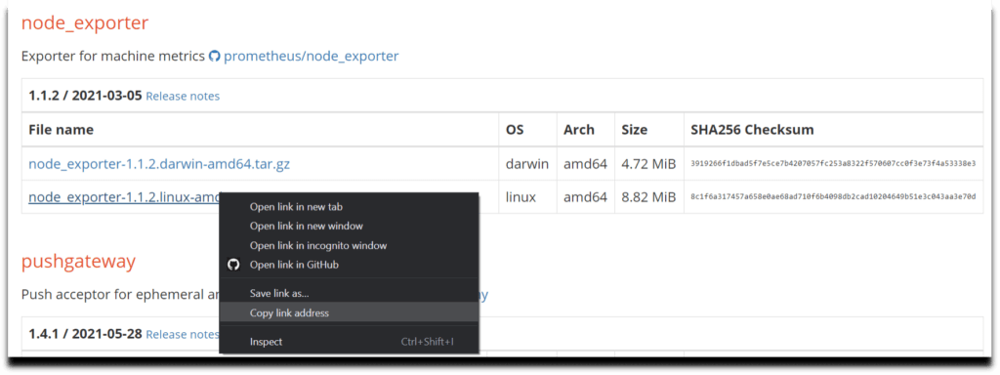 node_exporter
Exporter for machine metrics prometheus/node_exporter
1.1.2 / 2021-03-05 Release notes
File name OS Arch Size SHA256 Checksum
node_exporter-1.1.2.darwin-amd64.tar.gz darwin amd64 4.72 MiB 3919266f1dbad5f7e5ce7b4207057fc253a8322f570607cc0f3e73f4a53338e3
node_exporter-1.1.2.linux-amd linux amd64 8.82 MiB 8c1f6a317457a658e0ae68ad710f6b4098db2cad10204649b51e3c043aa3e70d
Open link in new tab
Open link in new window
Open link in incognito window
Open link in GitHub
Save link as...
Copy link address
Inspect Ctrl+Shift+I
pushgateway
Push acceptor for ephemeral a
1.4.1 / 2021-05-28 Release notes